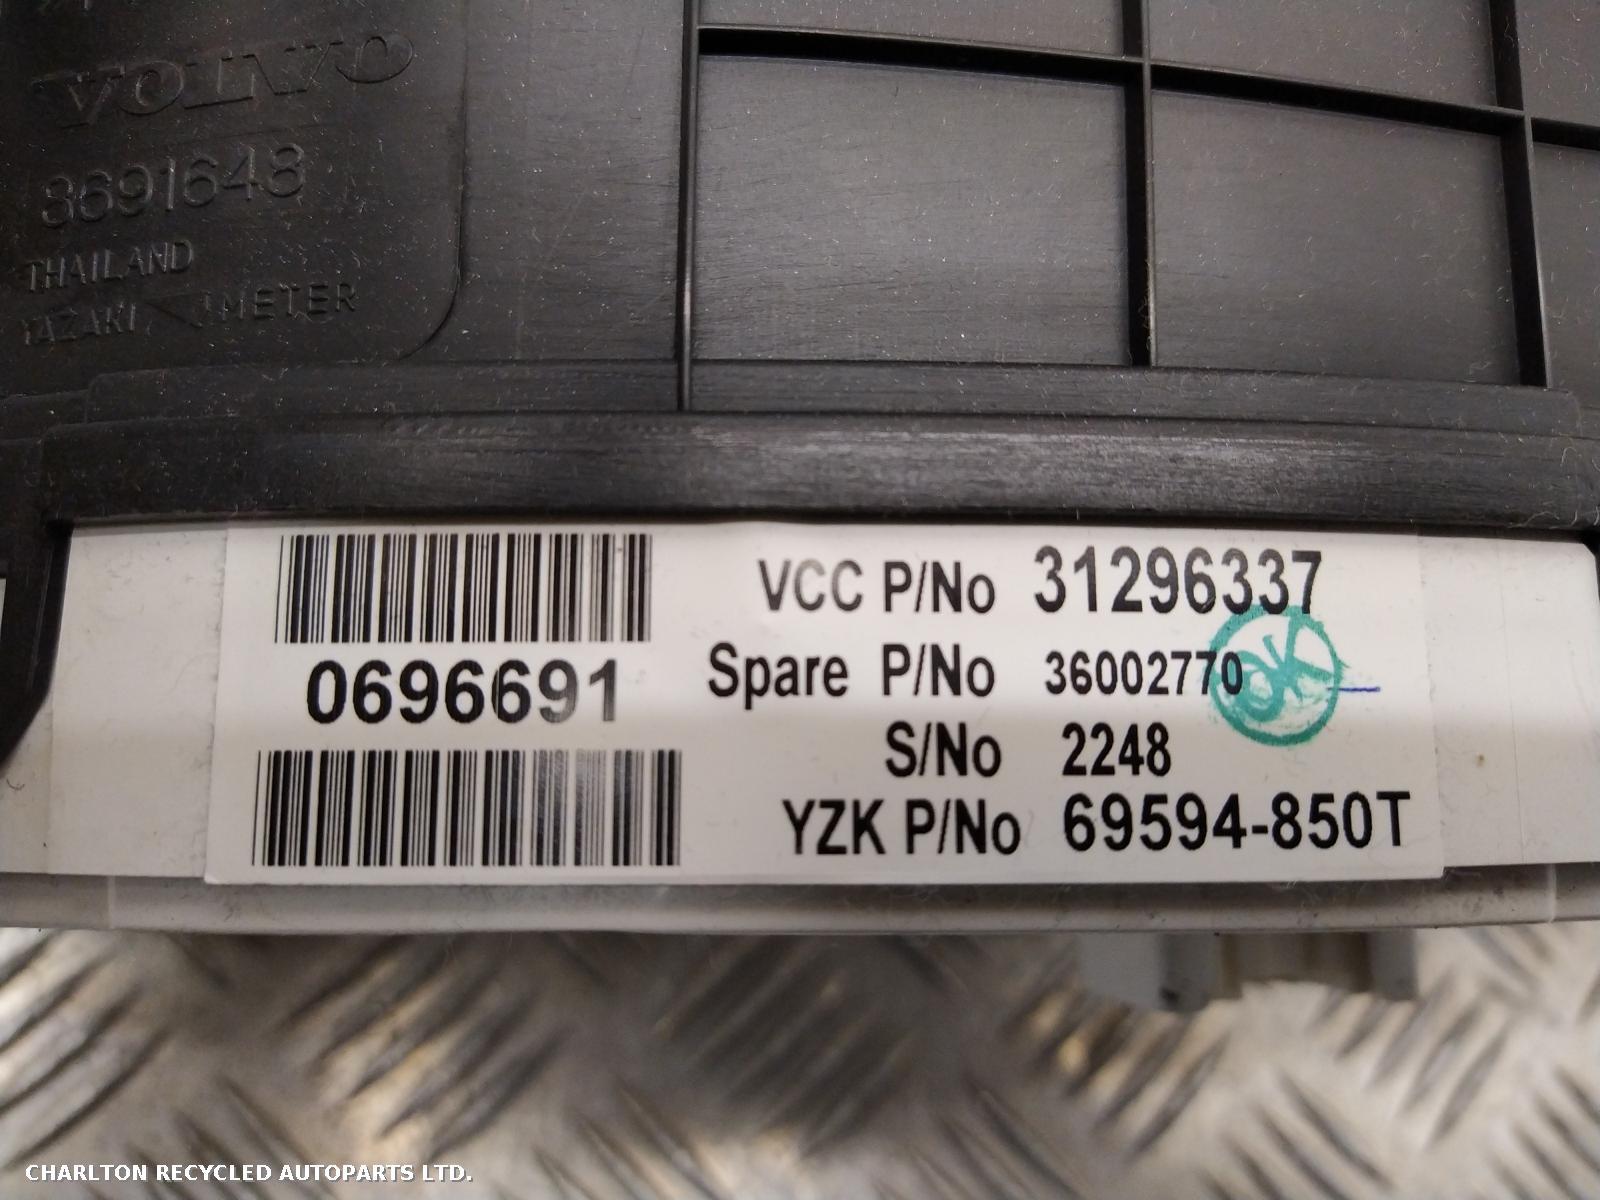 VOLVO
8691648
THAILAND
YAZAKI METER
0696691
VCC P/No 31296337
Spare P/No 36002770
OK
S/No 2248
YZK P/No 69594-850T
CHARLTON RECYCLED AUTOPARTS LTD.